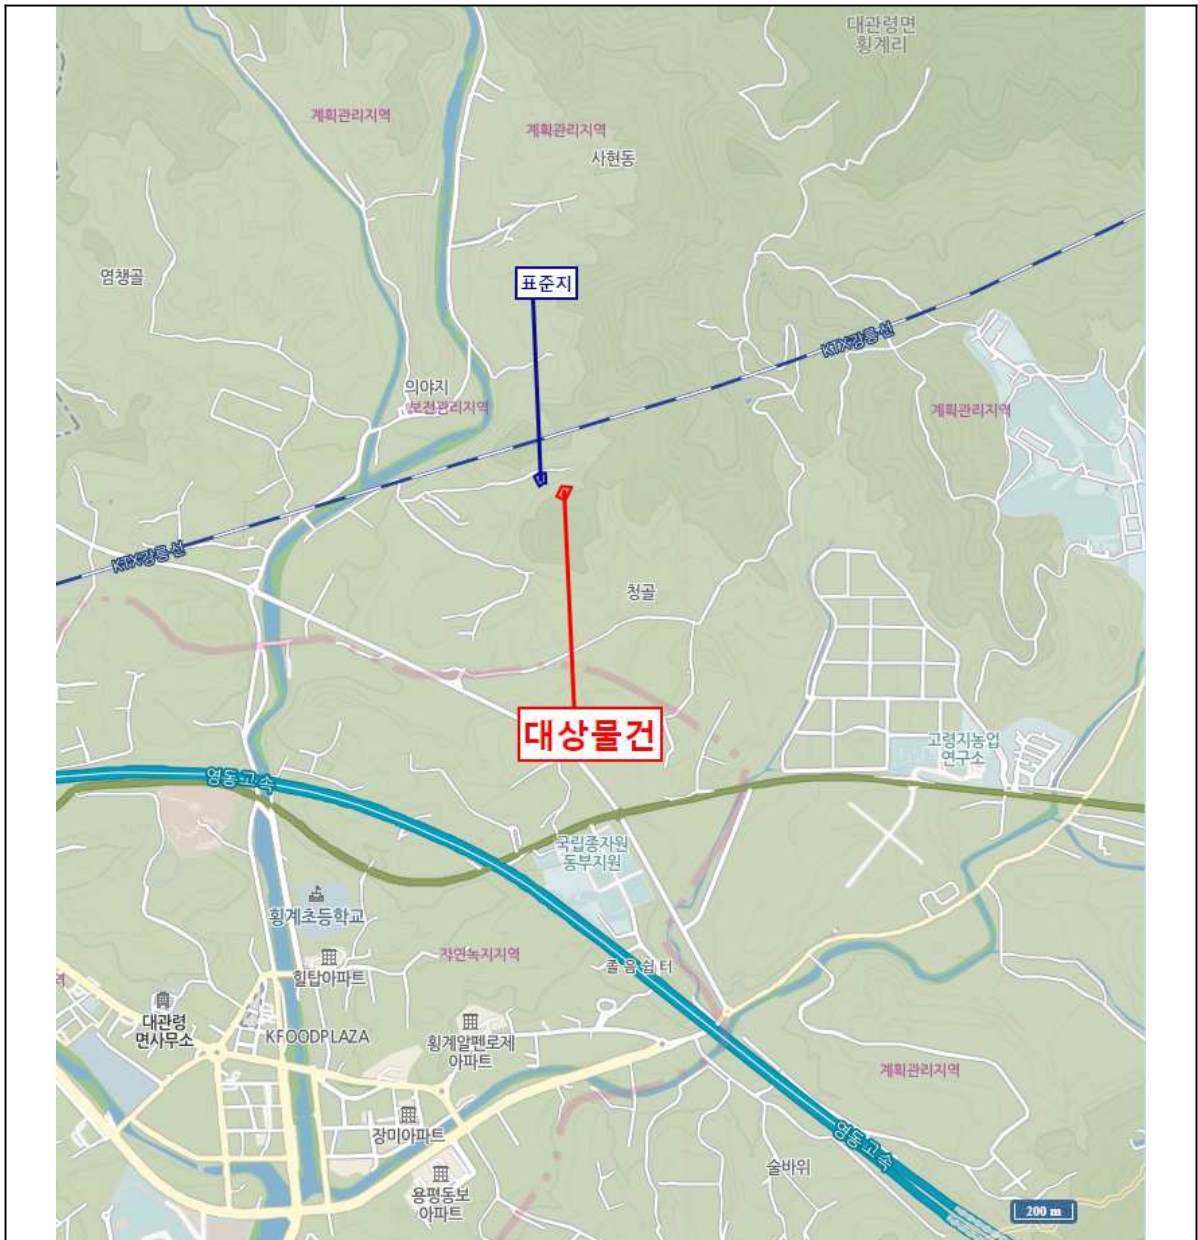 대관령면
횡계리
계획관리지역
계획관리지역
사현동
염챙골
표준지
KTX강릉선
의야지
보전관리지역
계획관리지역
KTX강릉선
청골
대상물건
고령지농업
연구소
영동고속
국립종자원
동부지원
횡계초등학교
자연녹지지역
힐탑아파트
졸음쉼터
역
대관령
면사무소
KFOODPLAZA
횡계알펜로제
아파트
계획관리지역
장미아파트
영동고속
술바위
용평동보
아파트
200 m